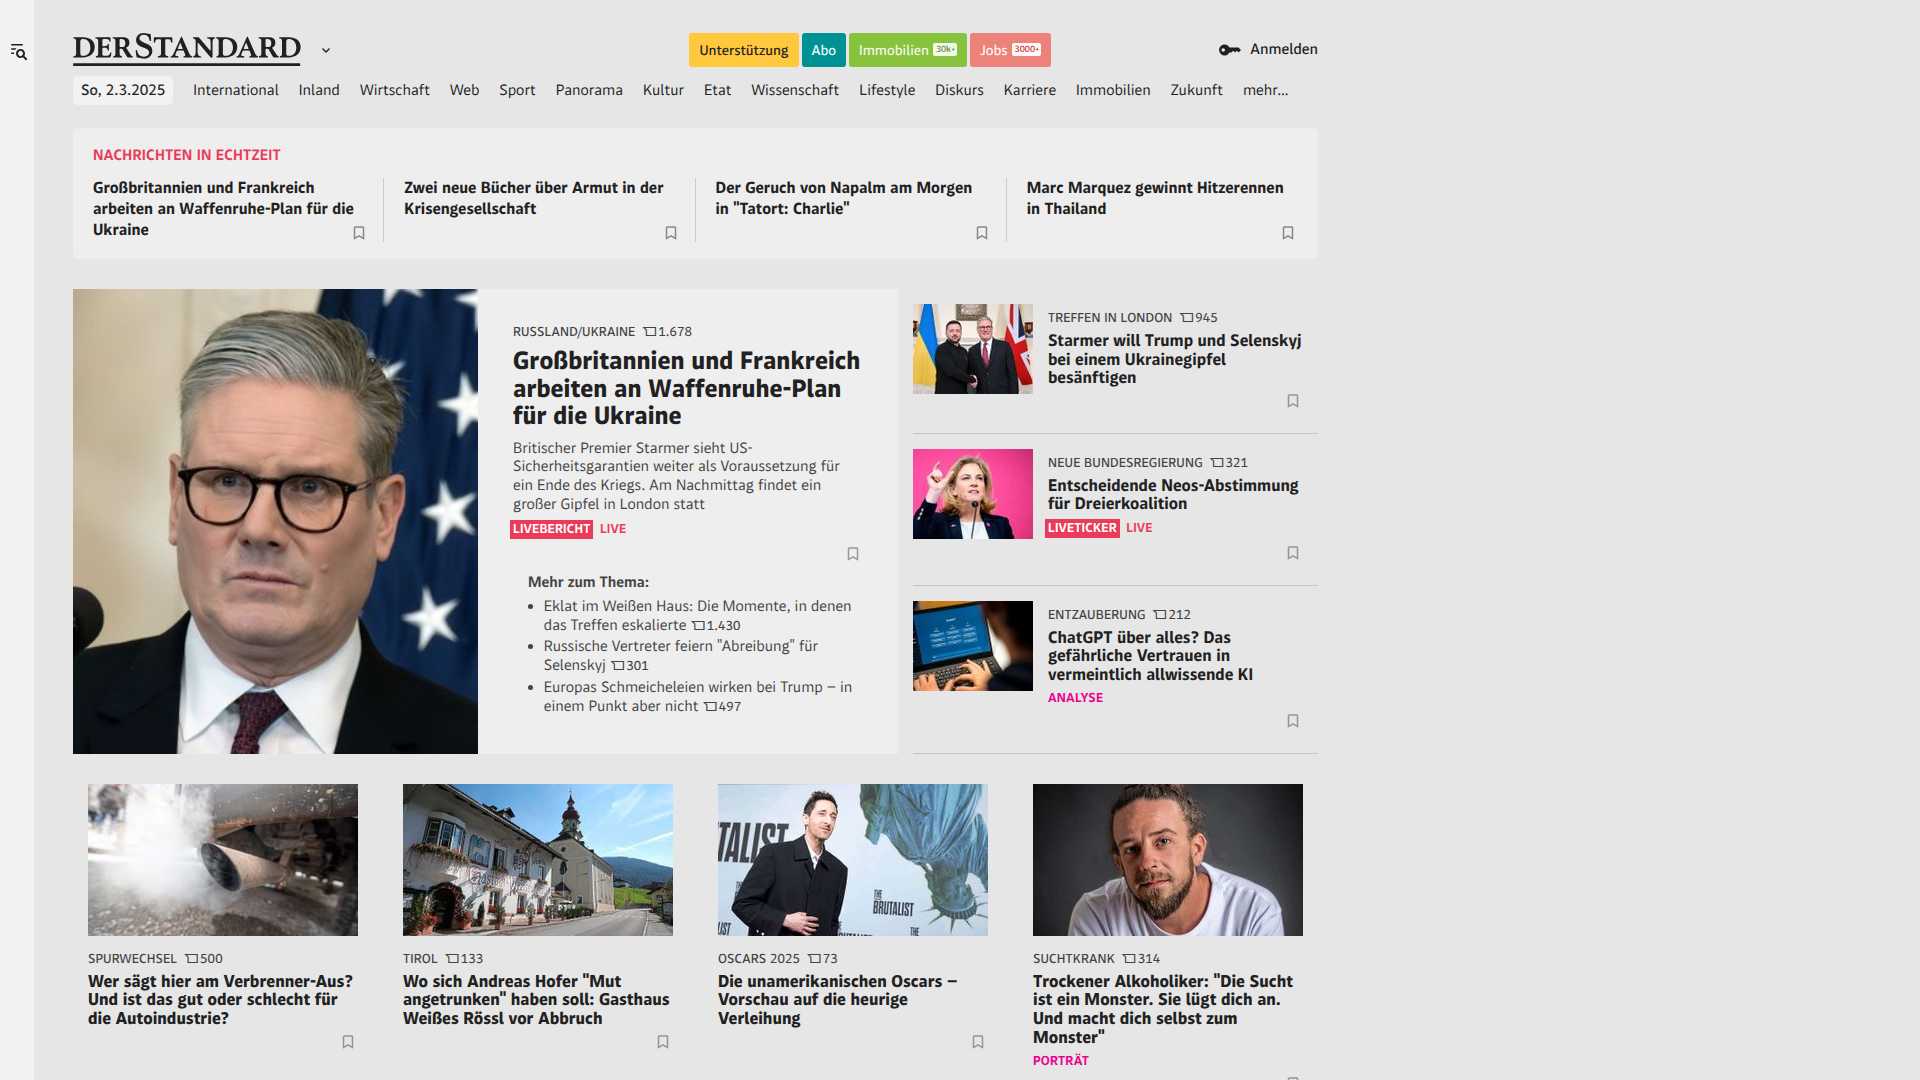 DERSTANDARD
Unterstützung
Abo
Immobilien 30k+
Jobs 3000+
Anmelden
So, 2.3.2025
International
Inland
Wirtschaft
Web
Sport
Panorama
Kultur
Etat
Wissenschaft
Lifestyle
Diskurs
Karriere
Immobilien
Zukunft
mehr...
NACHRICHTEN IN ECHTZEIT
Großbritannien und Frankreich
arbeiten an Waffenruhe-Plan für die
Ukraine
Zwei neue Bücher über Armut in der
Krisengesellschaft
Der Geruch von Napalm am Morgen
in "Tatort: Charlie"
Marc Marquez gewinnt Hitzerennen
in Thailand
RUSSLAND/UKRAINE 1.678
Großbritannien und Frankreich
arbeiten an Waffenruhe-Plan
für die Ukraine
Britischer Premier Starmer sieht US-
Sicherheitsgarantien weiter als Voraussetzung für
ein Ende des Kriegs. Am Nachmittag findet ein
großer Gipfel in London statt
LIVEBERICHT LIVE
Mehr zum Thema:
Eklat im Weißen Haus: Die Momente, in denen
das Treffen eskalierte 1.430
Russische Vertreter feiern "Abreibung" für
Selenskyj 301
Europas Schmeicheleien wirken bei Trump – in
einem Punkt aber nicht 497
TREFFEN IN LONDON 945
Starmer will Trump und Selenskyj
bei einem Ukrainegipfel
besänftigen
NEUE BUNDESREGIERUNG 321
Entscheidende Neos-Abstimmung
für Dreierkoalition
LIVETICKER LIVE
ENTZAUBERUNG 212
ChatGPT über alles? Das
gefährliche Vertrauen in
vermeintlich allwissende KI
ANALYSE
SPURWECHSEL 500
Wer sägt hier am Verbrenner-Aus?
Und ist das gut oder schlecht für
die Autoindustrie?
TIROL 133
Wo sich Andreas Hofer "Mut
angetrunken" haben soll: Gasthaus
Weißes Rössl vor Abbruch
TALIST
THE
BRUTALIST
THE
OSCARS 2025 73
Die unamerikanischen Oscars –
Vorschau auf die heurige
Verleihung
SUCHTKRANK 314
Trockener Alkoholiker: "Die Sucht
ist ein Monster. Sie lügt dich an.
Und macht dich selbst zum
Monster"
PORTRÄT